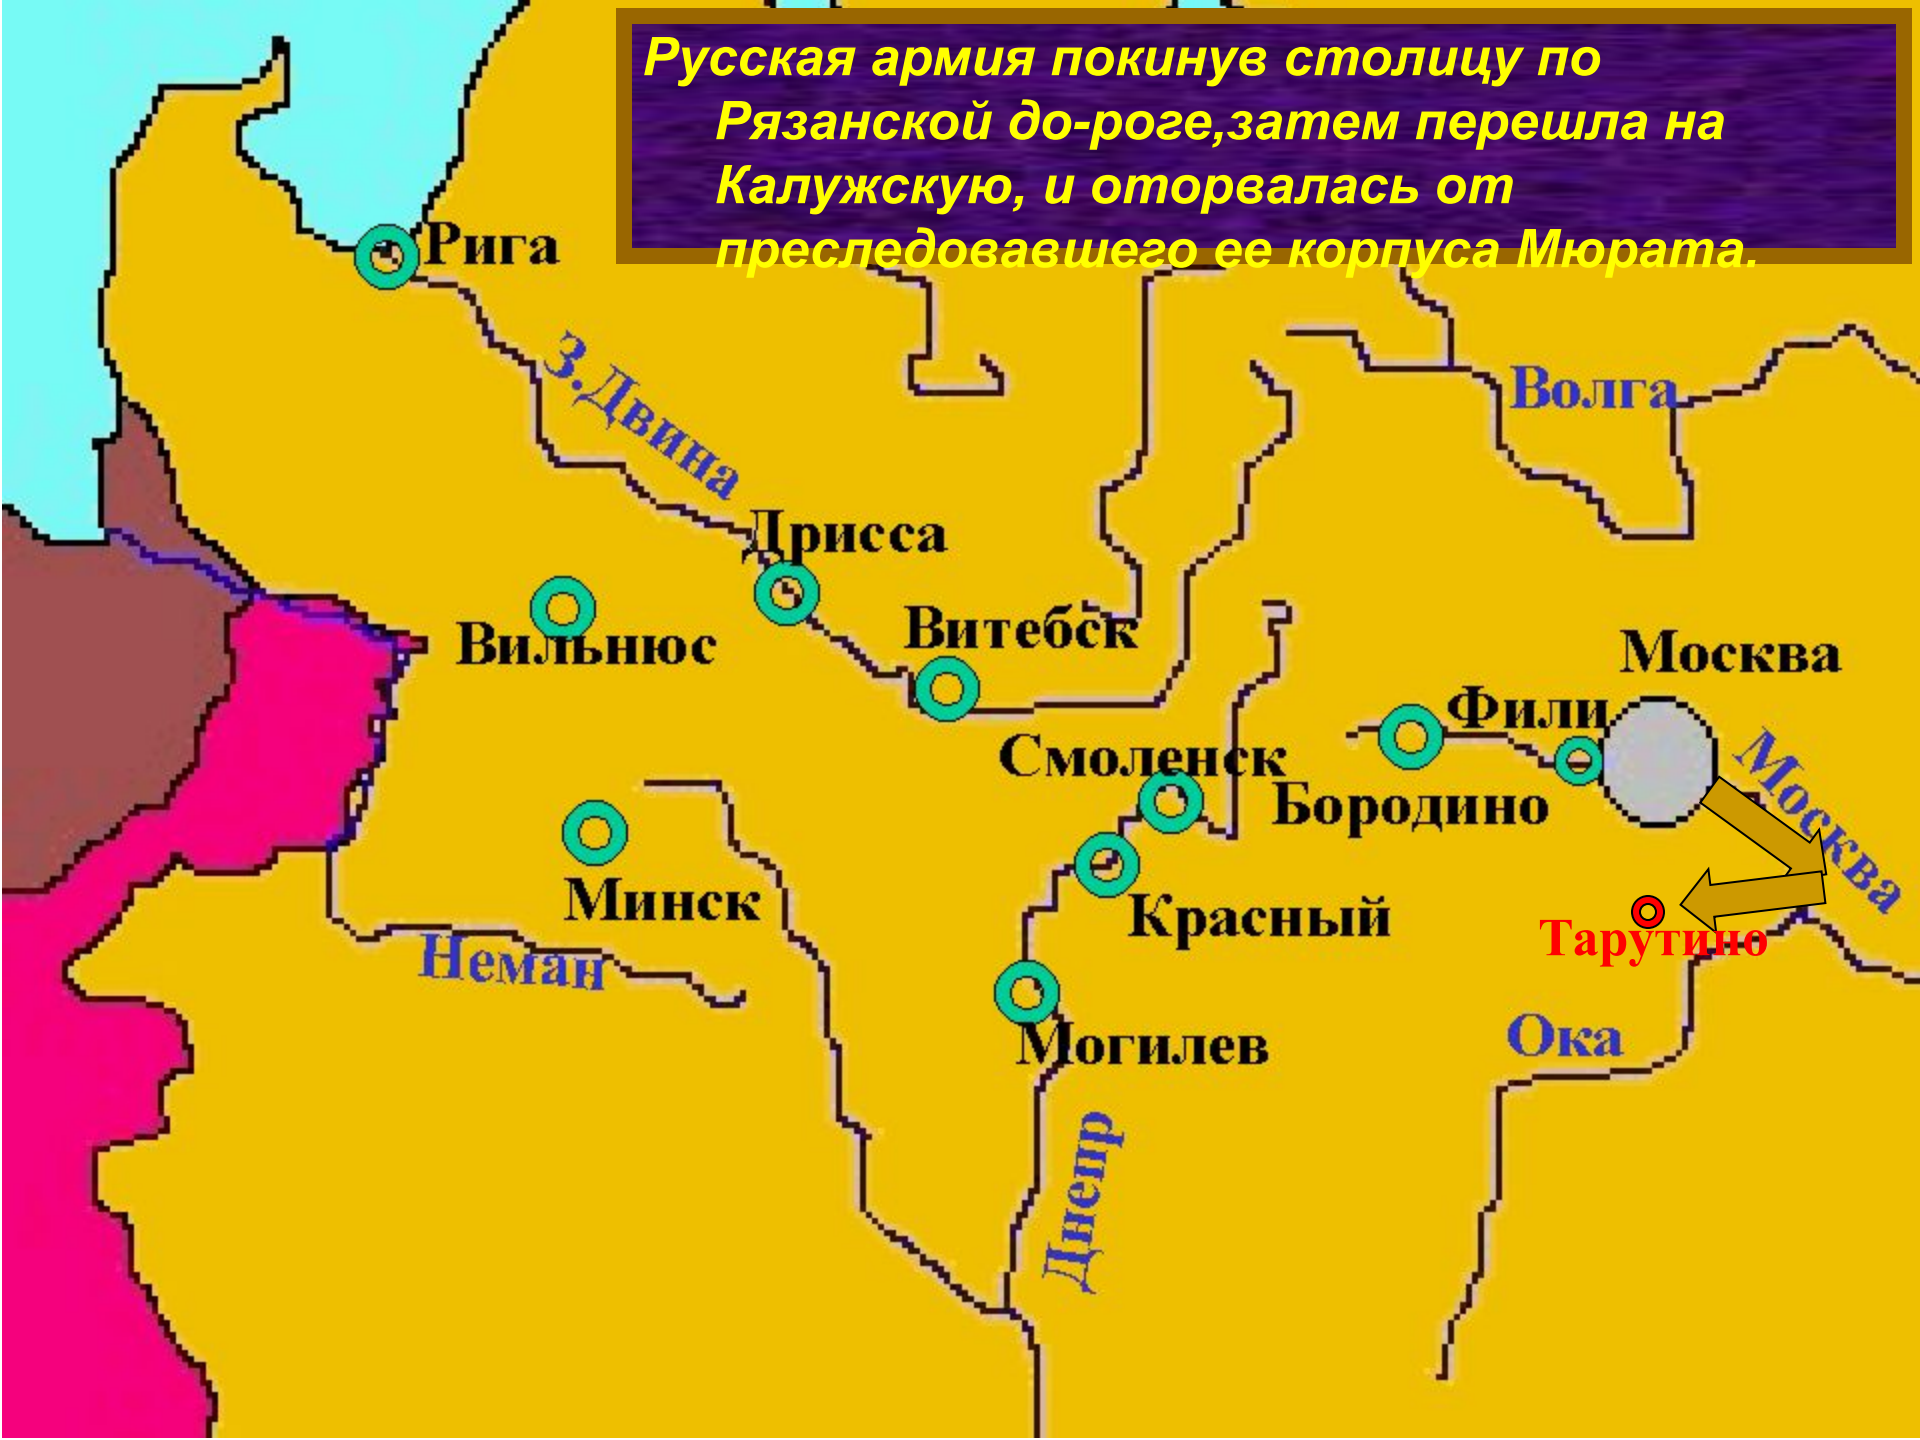 Русская армия покинув столицу по
Рязанской до-роге,затем перешла на
Калужскую, и оторвалась от
преследовавшего ее корпуса Мюрата.
Рига
З.Двина
Волга
Дрисса
Вильнюс
Витебск
Москва
Фили
Смоленск
Бородино
Москва
Минск
Красный
Тарутино
Неман
Могилев
Ока
Днепр